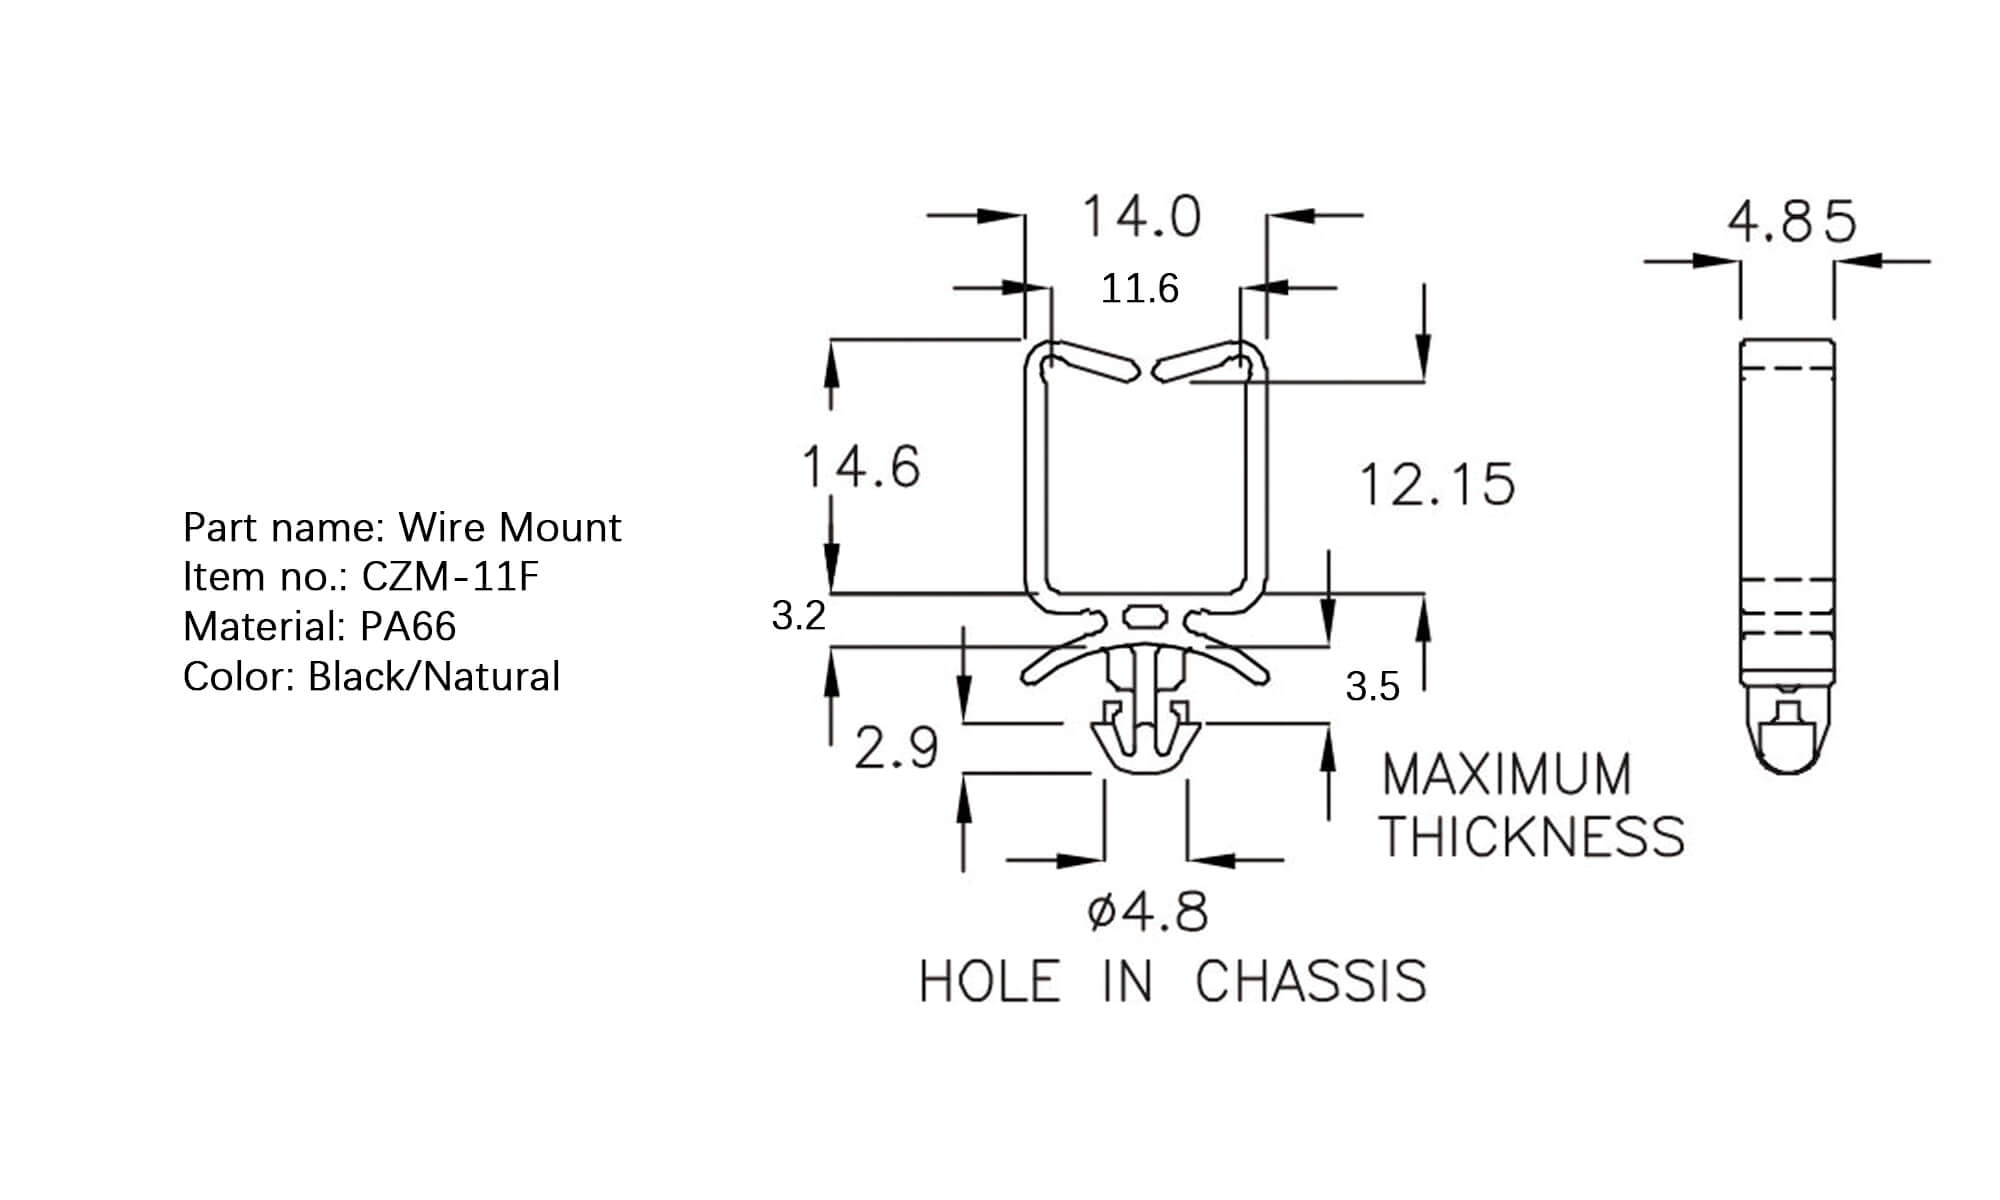 Part name: Wire Mount
Item no.: CZM-11F
Material: PA66
Color: Black/Natural
14.0
11.6
4.85
14.6
12.15
3.2
3.5
2.9
MAXIMUM
THICKNESS
ø4.8
HOLE IN CHASSIS